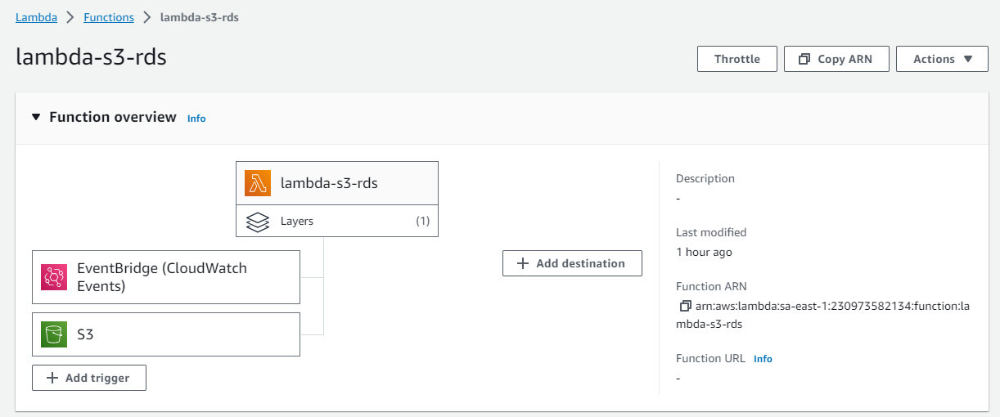 Lambda > Functions > lambda-s3-rds
lambda-s3-rds
Throttle
Copy ARN
Actions
Function overview Info
lambda-s3-rds
Layers (1)
EventBridge (CloudWatch
Events)
S3
+ Add trigger
+ Add destination
Description
-
Last modified
1 hour ago
Function ARN
arn:aws:lambda:sa-east-1:230973582134:function:la
mbda-s3-rds
Function URL Info
-